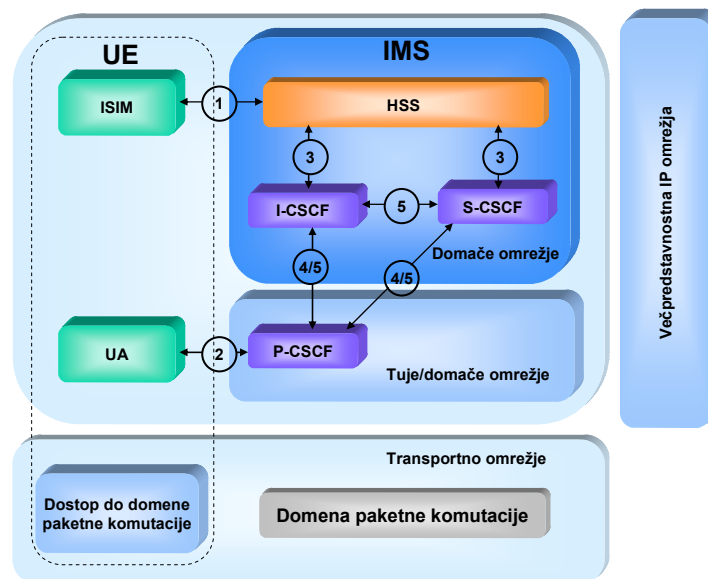 UE
IMS
ISIM
1
HSS
3
3
I-CSCF
5
S-CSCF
4/5
4/5
Domače omrežje
UA
2
P-CSCF
Tuje/domače omrežje
Večpredstavnostna IP omrežja
Transportno omrežje
Dostop do domene
paketne komutacije
Domena paketne komutacije